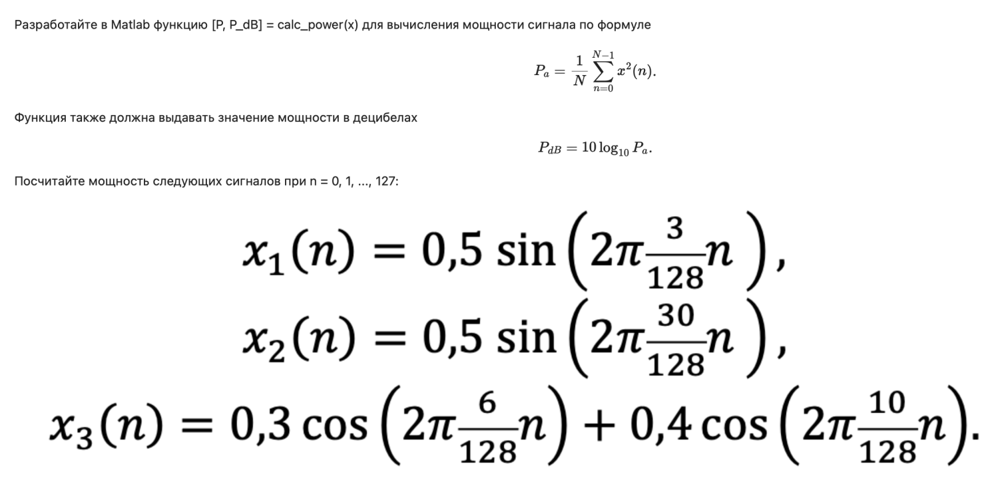 Разработайте в Matlab функцию [P, P_dB] = calc_power(x) для вычисления мощности сигнала по формуле
$P_a = \frac{1}{N} \sum_{n=0}^{N-1} x^2(n).$
Функция также должна выдавать значение мощности в децибелах
$P_{dB} = 10 \log_{10} P_a.$
Посчитайте мощность следующих сигналов при n = 0, 1, ..., 127:
$x_1(n) = 0,5 \sin\left(2\pi \frac{3}{128} n\right),$
$x_2(n) = 0,5 \sin\left(2\pi \frac{30}{128} n\right),$
$x_3(n) = 0,3 \cos\left(2\pi \frac{6}{128} n\right) + 0,4 \cos\left(2\pi \frac{10}{128} n\right).$